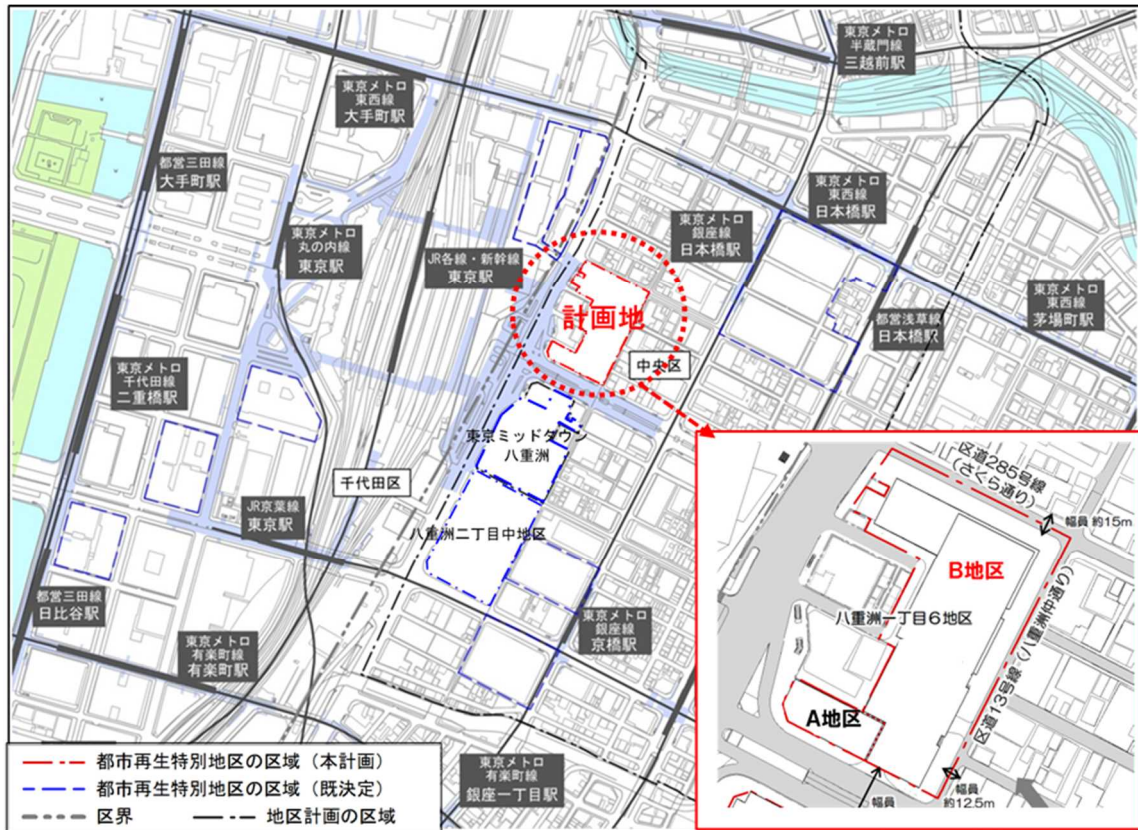 東京メトロ
半蔵門線
三越前駅
東京メトロ
東西線
大手町駅
都営三田線
大手町駅
東京メトロ
東西線
日本橋駅
東京メトロ
銀座線
日本橋駅
東京メトロ
丸の内線
東京駅
JR各線・新幹線
東京駅
東京メトロ
東西線
茅場町駅
計画地
都営浅草線
日本橋駅
中央区
東京メトロ
千代田線
二重橋駅
東京ミッドタウン
八重洲
千代田区
JR京葉線
東京駅
八重洲二丁目中地区
都営三田線
日比谷駅
東京メトロ
有楽町線
有楽町駅
東京メトロ
銀座線
京橋駅
東京メトロ
有楽町線
銀座一丁目駅
区道285号線
(さくら通り)
幅員 約15m
B地区
八重洲一丁目6地区
区道13号線(八重洲仲通り)
A地区
幅員
約12.5m
幅員
都市再生特別地区の区域(本計画)
都市再生特別地区の区域(既決定)
区界
地区計画の区域